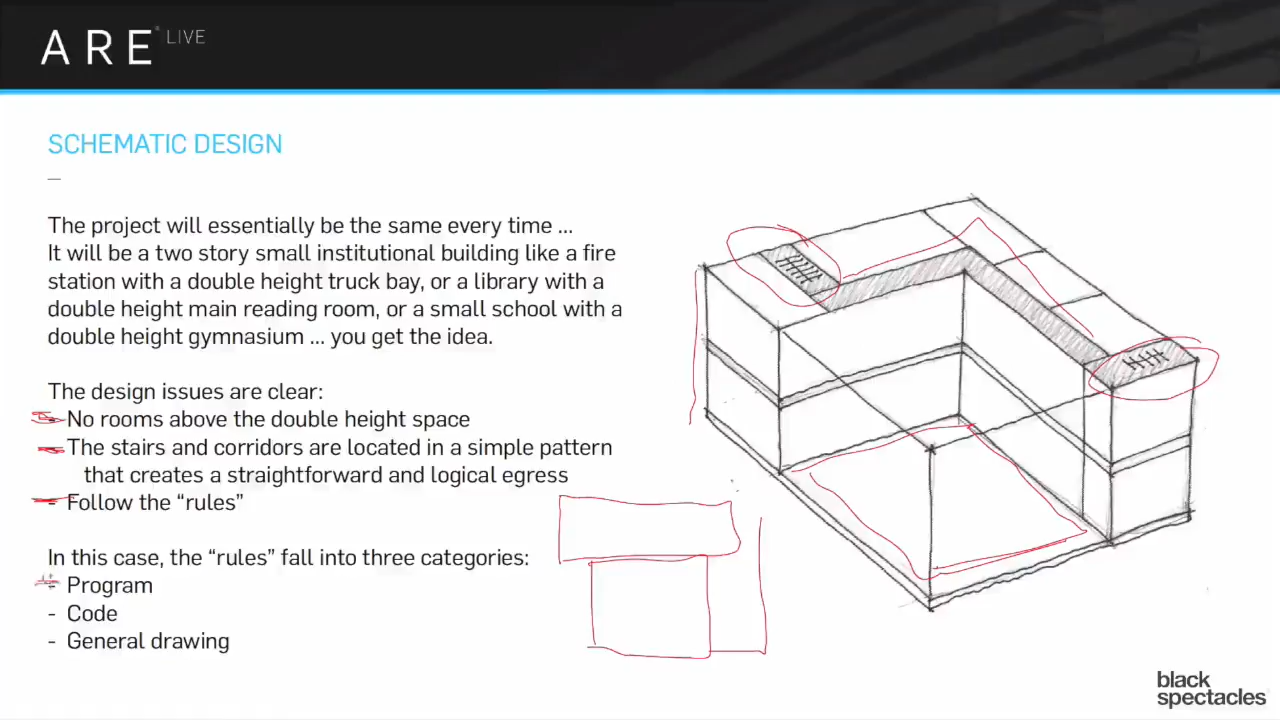 ARE® LIVE
SCHEMATIC DESIGN
The project will essentially be the same every time ...
It will be a two story small institutional building like a fire
station with a double height truck bay, or a library with a
double height main reading room, or a small school with a
double height gymnasium ... you get the idea.
The design issues are clear:
- No rooms above the double height space
- The stairs and corridors are located in a simple pattern
that creates a straightforward and logical egress
- Follow the “rules”
In this case, the “rules” fall into three categories:
- Program
- Code
- General drawing
black
spectacles